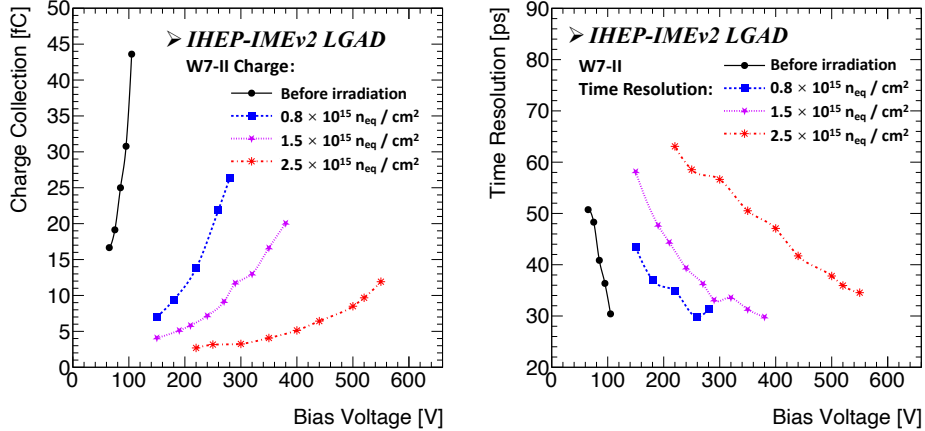 Charge Collection [fC]
50
45
40
35
30
25
20
15
10
5
0
➢ IHEP-IMEv2 LGAD
W7-II Charge:
Before irradiation
0.8 × 10¹⁵ n_eq / cm²
1.5 × 10¹⁵ n_eq / cm²
2.5 × 10¹⁵ n_eq / cm²
0 100 200 300 400 500 600
Bias Voltage [V]
Time Resolution [ps]
90
80
70
60
50
40
30
20
➢ IHEP-IMEv2 LGAD
W7-II
Time Resolution:
Before irradiation
0.8 × 10¹⁵ n_eq / cm²
1.5 × 10¹⁵ n_eq / cm²
2.5 × 10¹⁵ n_eq / cm²
0 100 200 300 400 500 600
Bias Voltage [V]